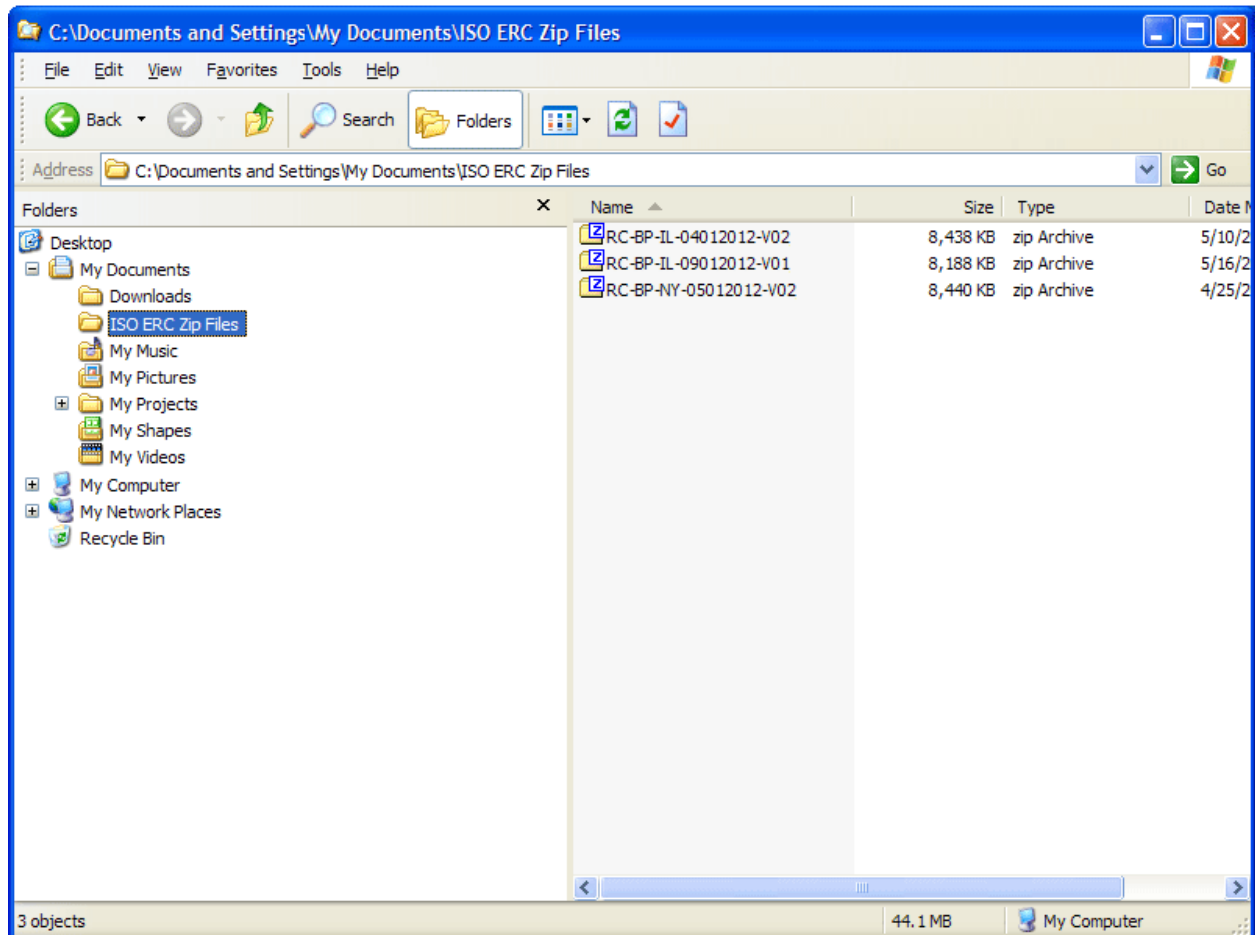 C:\Documents and Settings\My Documents\ISO ERC Zip Files
File Edit View Favorites Tools Help
Back Search Folders
Address C:\Documents and Settings\My Documents\ISO ERC Zip Files Go
Folders
Name Size Type Date
Desktop
My Documents
Downloads
ISO ERC Zip Files
My Music
My Pictures
My Projects
My Shapes
My Videos
My Computer
My Network Places
Recycle Bin
RC-BP-IL-04012012-V02 8,438 KB zip Archive 5/10/2
RC-BP-IL-09012012-V01 8,188 KB zip Archive 5/16/2
RC-BP-NY-05012012-V02 8,440 KB zip Archive 4/25/2
3 objects 44.1 MB My Computer